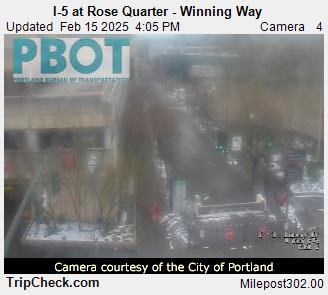 I-5 at Rose Quarter - Winning Way
Updated Feb 15 2025 4:05 PM Camera 4
PBOT
PORTLAND BUREAU OF TRANSPORTATION
Camera courtesy of the City of Portland
TripCheck.com Milepost302.00